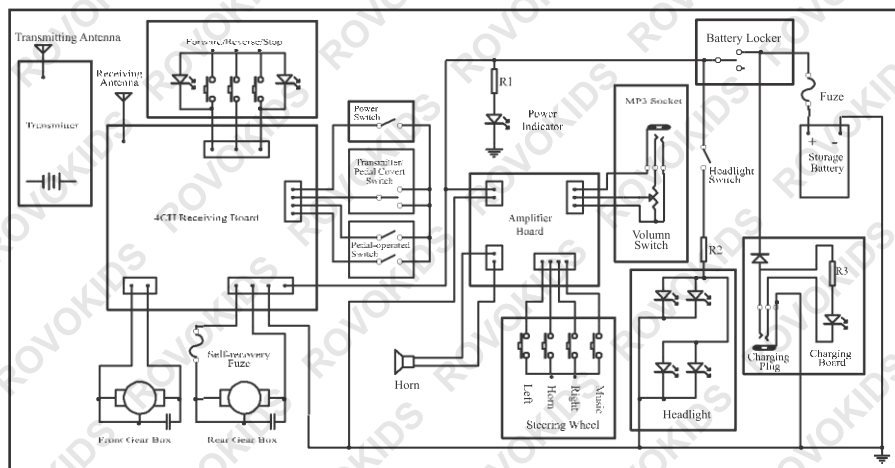 Transmitting Antenna
Receiving
Antenna
Transmitter
Forward/Reverse/Stop
4CH Receiving Board
Power
Switch
Transmitter/
Pedal Covert
Switch
Pedal-operated
Switch
R1
Power
Indicator
Amplifier
Board
MP3 Socket
Volumn
Switch
Battery Locker
Headlight
Switch
Fuze
+ -
Storage
Battery
R2
R3
Charging
Plug
Charging
Board
Headlight
Horn
Left
Horn
Right
Music
Steering Wheel
Self-recovery
Fuze
Front Gear Box
Rear Gear Box
ROVOKIDS